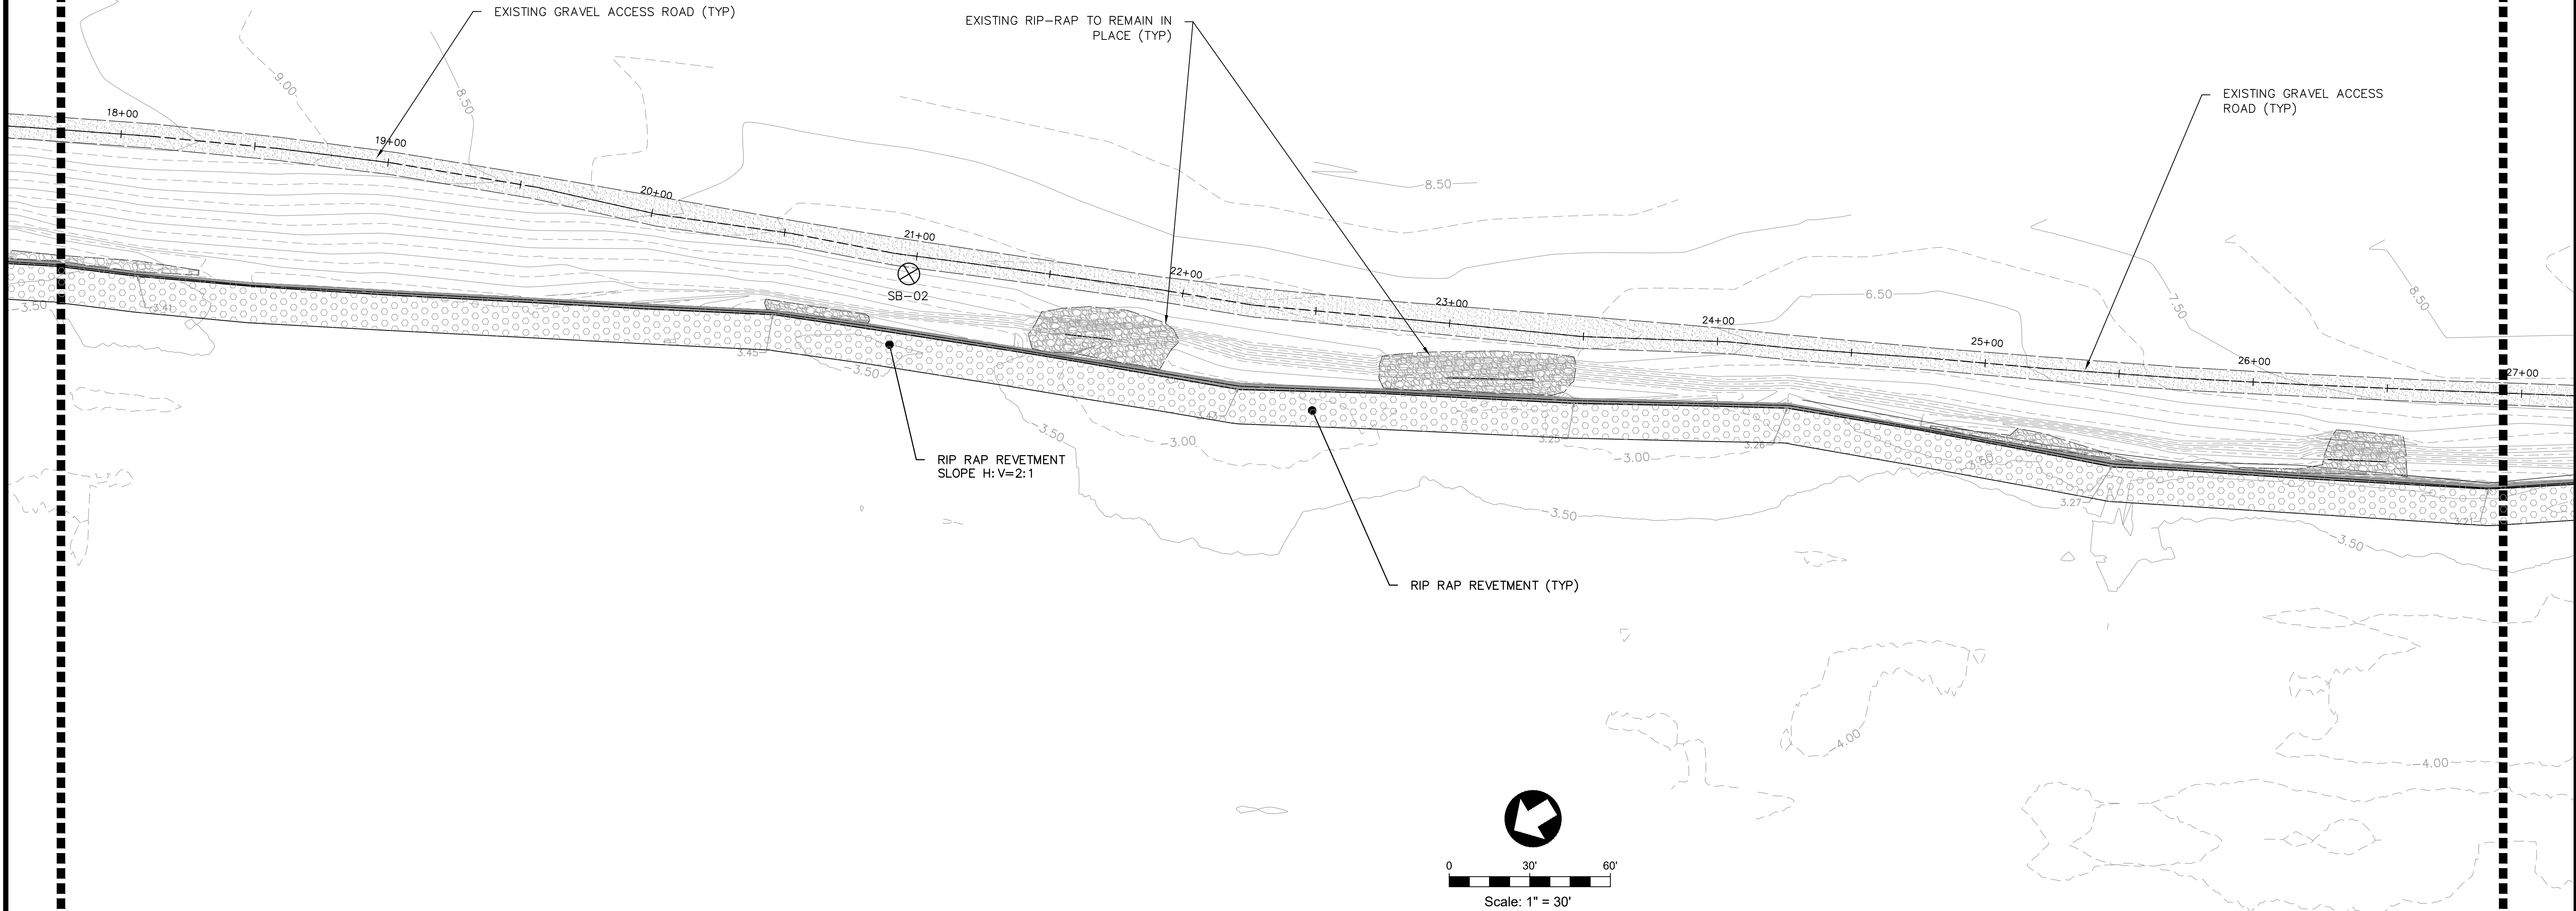 EXISTING GRAVEL ACCESS ROAD (TYP)
EXISTING RIP-RAP TO REMAIN IN
PLACE (TYP)
EXISTING GRAVEL ACCESS
ROAD (TYP)
9.00
8.50
18+00
19+00
20+00
21+00
22+00
23+00
24+00
25+00
26+00
27+00
8.50
6.50
7.50
8.50
SB-02
-3.50
3.41
3.45
-3.50
-3.50
-3.00
3.25
-3.00
3.26
3.27
3.21
-3.50
-3.50
RIP RAP REVETMENT
SLOPE H:V=2:1
RIP RAP REVETMENT (TYP)
-4.00
-4.00
0 30' 60'
Scale: 1" = 30'